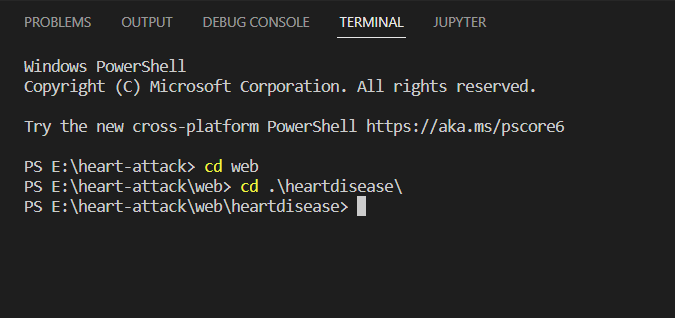 PROBLEMS OUTPUT DEBUG CONSOLE TERMINAL JUPYTER
Windows PowerShell
Copyright (C) Microsoft Corporation. All rights reserved.
Try the new cross-platform PowerShell https://aka.ms/pscore6
PS E:\heart-attack> cd web
PS E:\heart-attack\web> cd .\heartdisease\
PS E:\heart-attack\web\heartdisease>